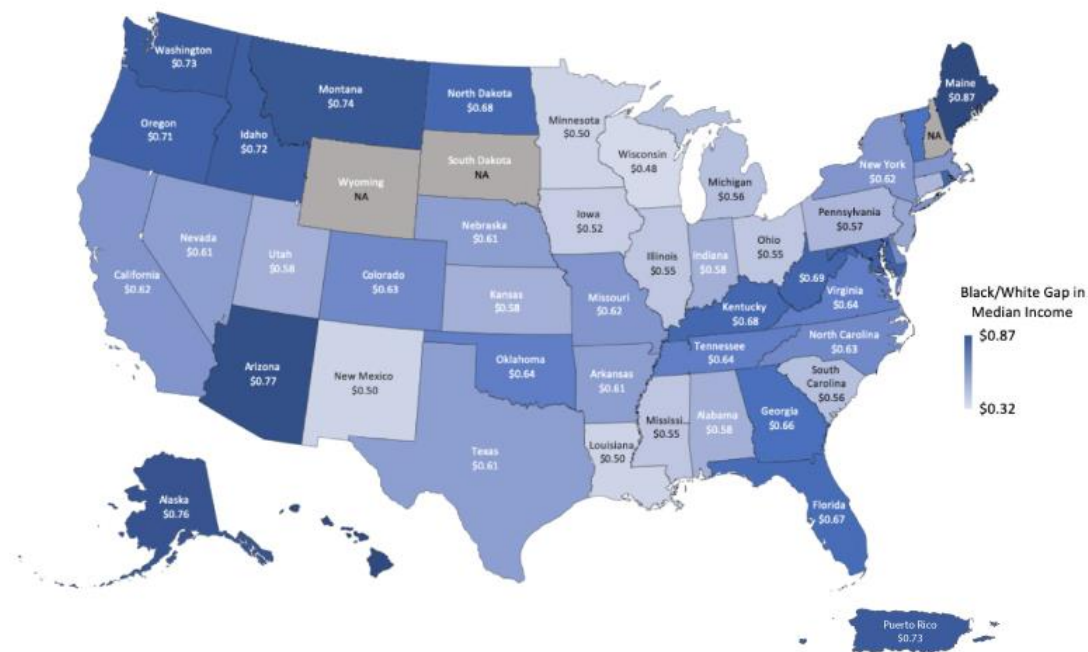 Washington
$0.73
Montana
$0.74
North Dakota
$0.68
Minnesota
$0.50
Maine
$0.87
Oregon
$0.71
Idaho
$0.72
Wyoming
NA
South Dakota
NA
Wisconsin
$0.48
Michigan
$0.56
New York
$0.62
NA
Nevada
$0.61
Utah
$0.58
Colorado
$0.63
Nebraska
$0.61
Iowa
$0.52
Illinois
$0.55
Indiana
$0.58
Ohio
$0.55
Pennsylvania
$0.57
California
$0.62
Kansas
$0.58
Missouri
$0.62
Kentucky
$0.68
$0.69
Virginia
$0.64
Black/White Gap in
Median Income
$0.87
$0.32
Arizona
$0.77
New Mexico
$0.50
Oklahoma
$0.64
Arkansas
$0.61
Tennessee
$0.64
North Carolina
$0.63
South
Carolina
$0.56
Texas
$0.61
Louisiana
$0.50
Mississi...
$0.55
Alabama
$0.58
Georgia
$0.66
Florida
$0.67
Alaska
$0.76
Puerto Rico
$0.73